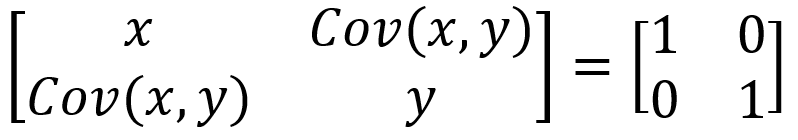 [x Cov(x, y)] = [1 0]
[Cov(x, y) y] [0 1]